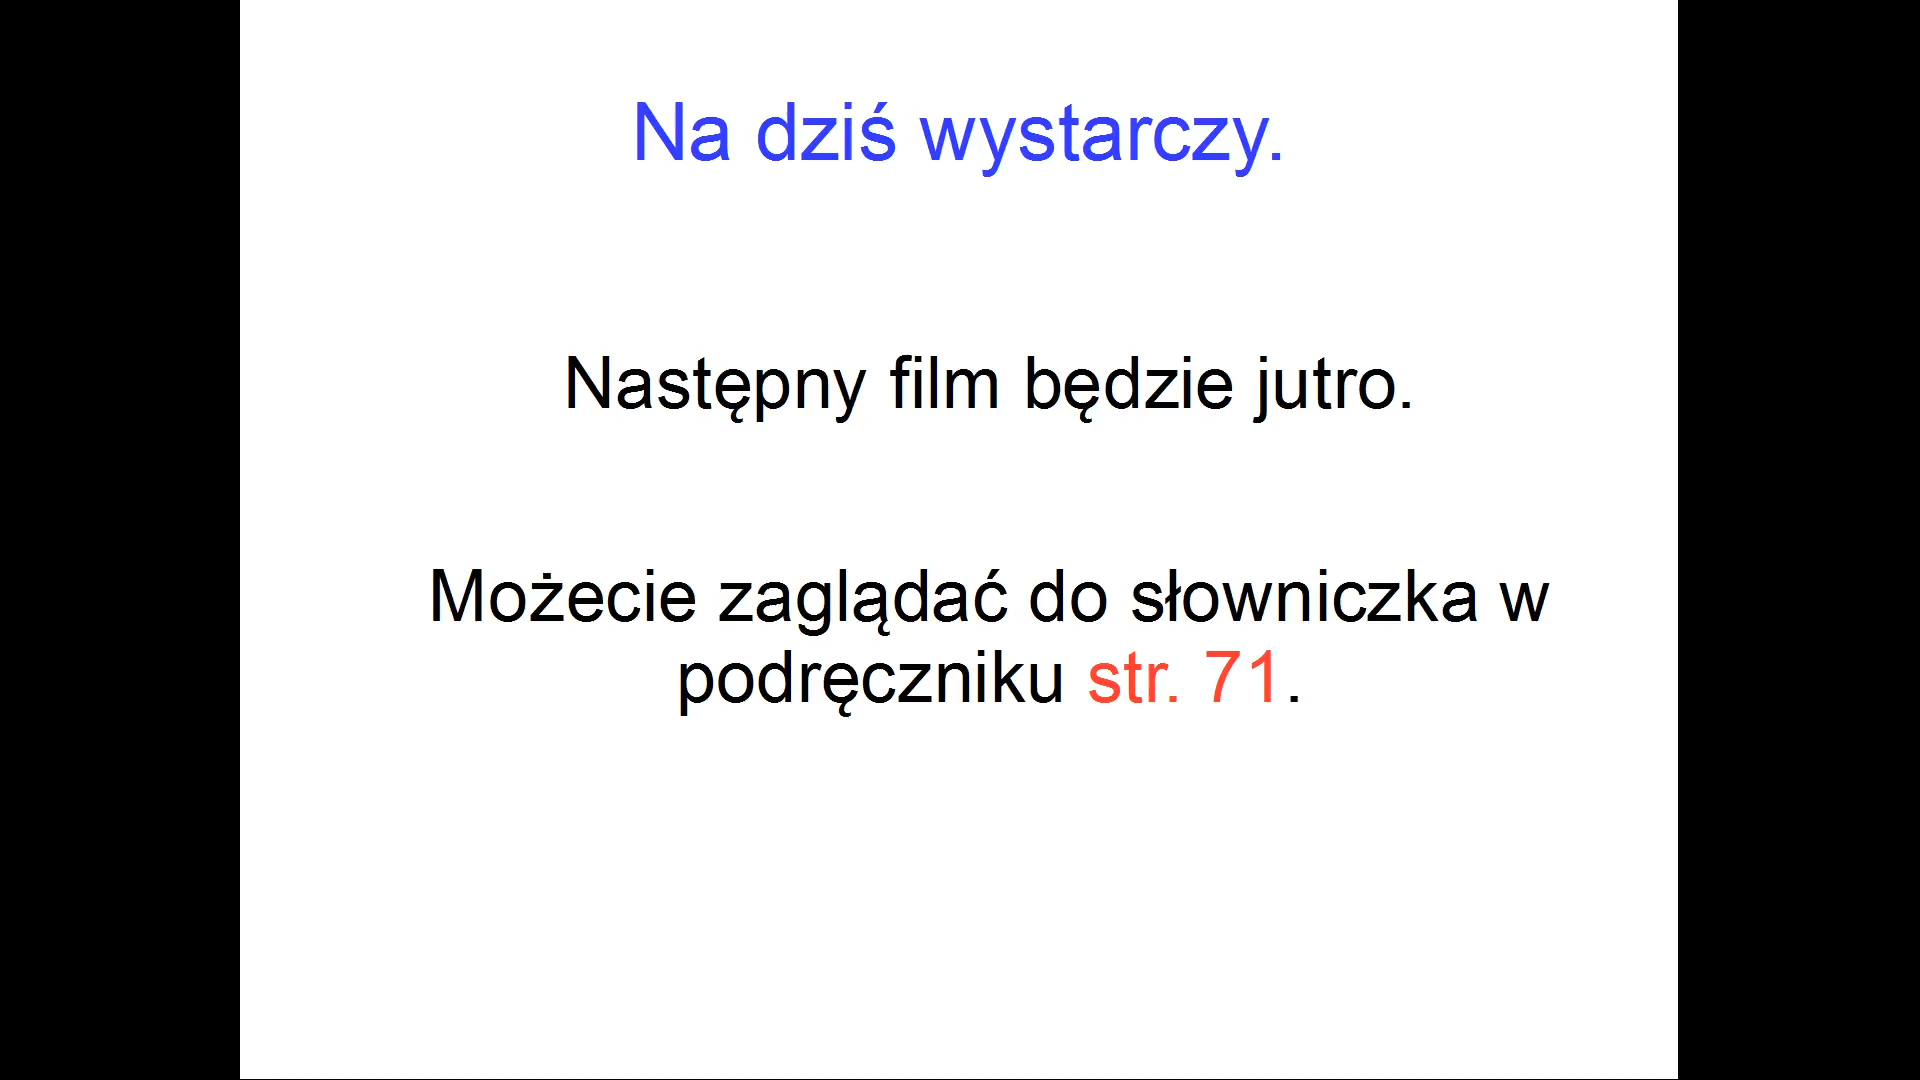 Na dziś wystarczy.
Następny film będzie jutro.
Możecie zaglądać do słowniczka w
podręczniku str. 71.